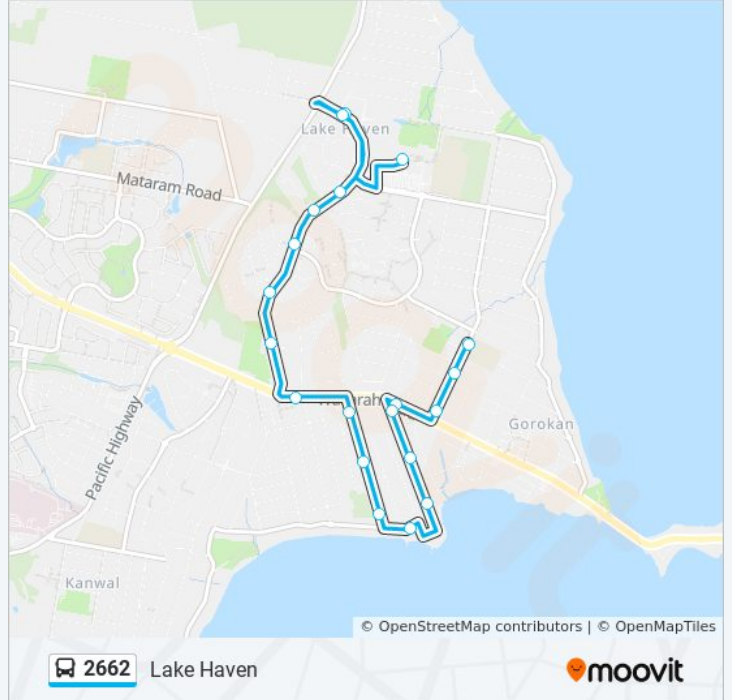 Lake Haven
Mataram Road
Pacific Highway
Gorokan
Kanwal
© OpenStreetMap contributors | © OpenMapTiles
2662 Lake Haven
moovit